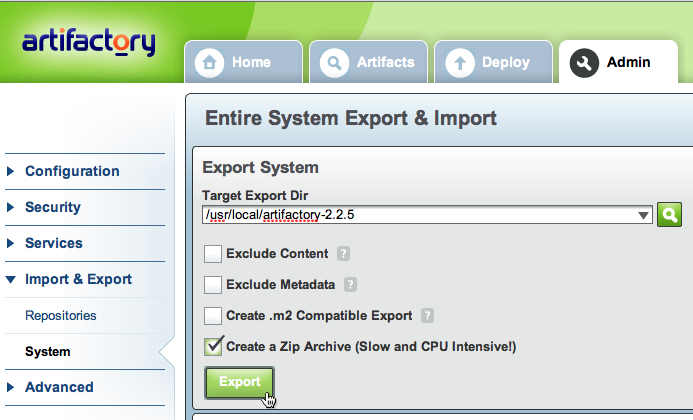 artifactory
Home
Artifacts
Deploy
Admin
Entire System Export & Import
Configuration
Security
Services
Import & Export
Repositories
System
Advanced
Export System
Target Export Dir
/usr/local/artifactory-2.2.5
Exclude Content ?
Exclude Metadata ?
Create .m2 Compatible Export ?
Create a Zip Archive (Slow and CPU Intensive!)
Export